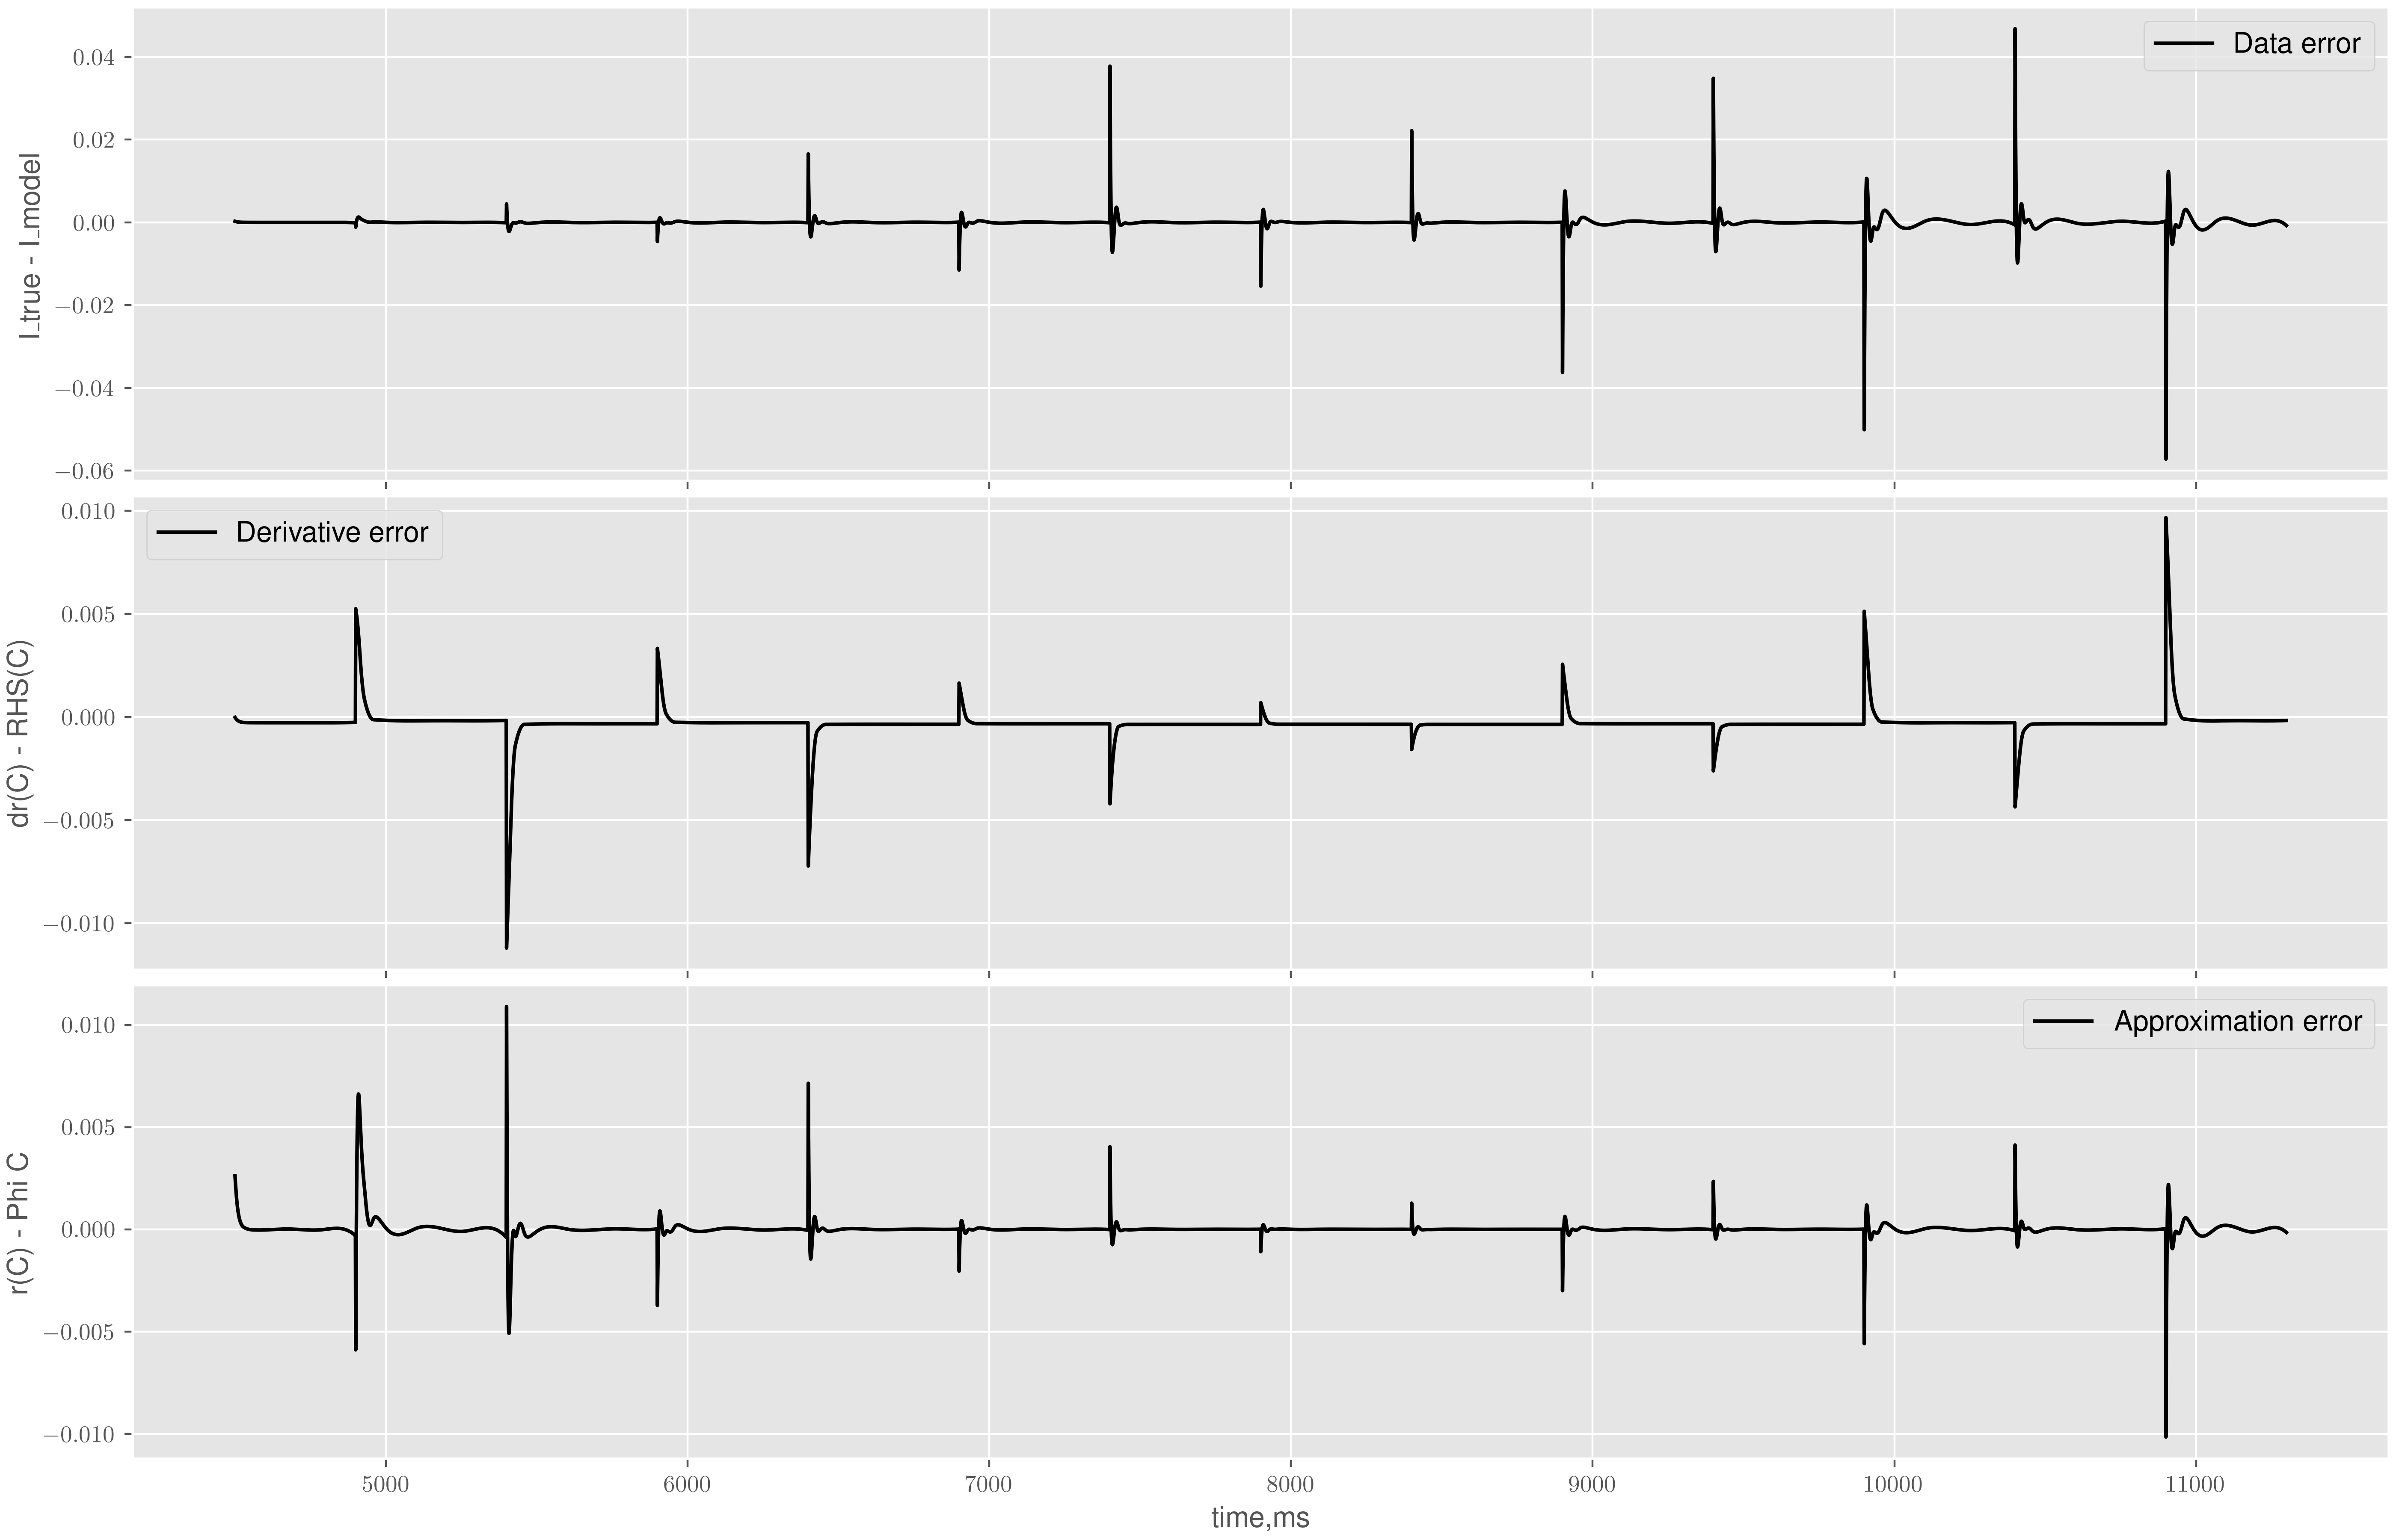 Data error
0.04
0.02
0.00
−0.02
−0.04
−0.06
I_true - I_model
Derivative error
0.010
0.005
0.000
−0.005
−0.010
dr(C) - RHS(C)
Approximation error
0.010
0.005
0.000
−0.005
−0.010
r(C) - Phi C
5000 6000 7000 8000 9000 10000 11000
time,ms